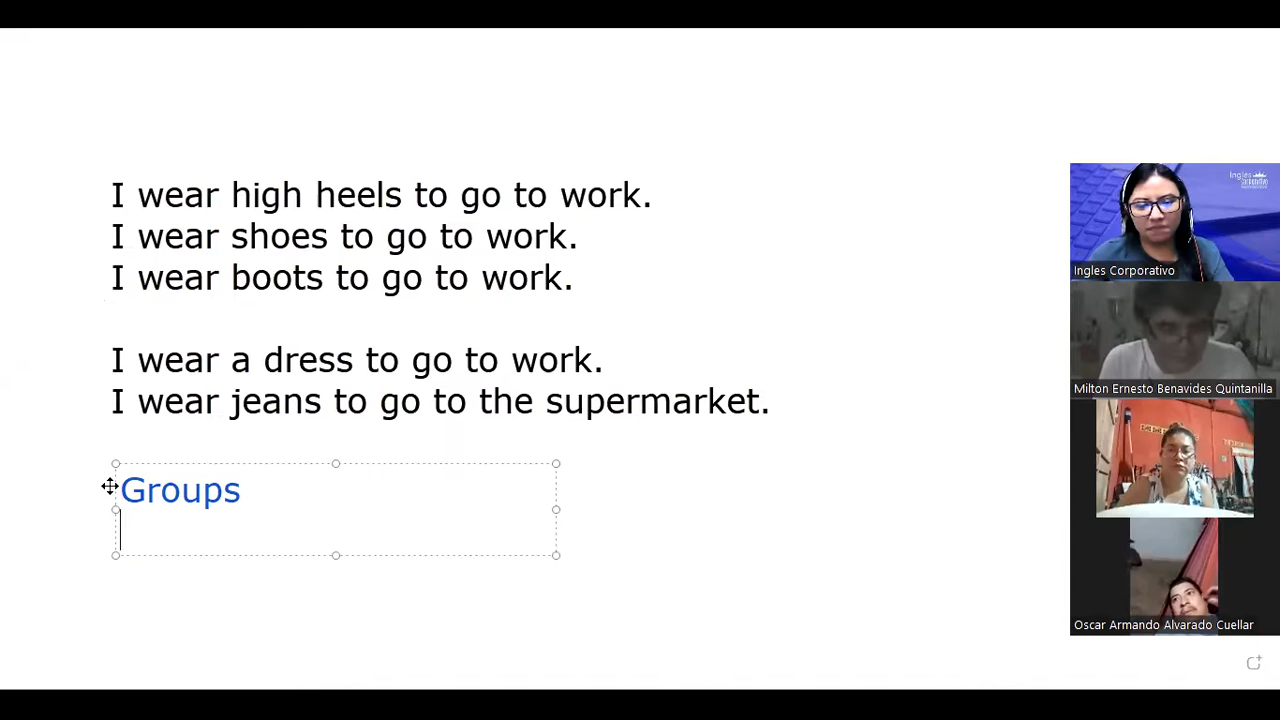 I wear high heels to go to work.
I wear shoes to go to work.
I wear boots to go to work.
I wear a dress to go to work.
I wear jeans to go to the supermarket.
Groups
Ingles Corporativo
Milton Ernesto Benavides Quintanilla
Oscar Armando Alvarado Cuellar
Ingles